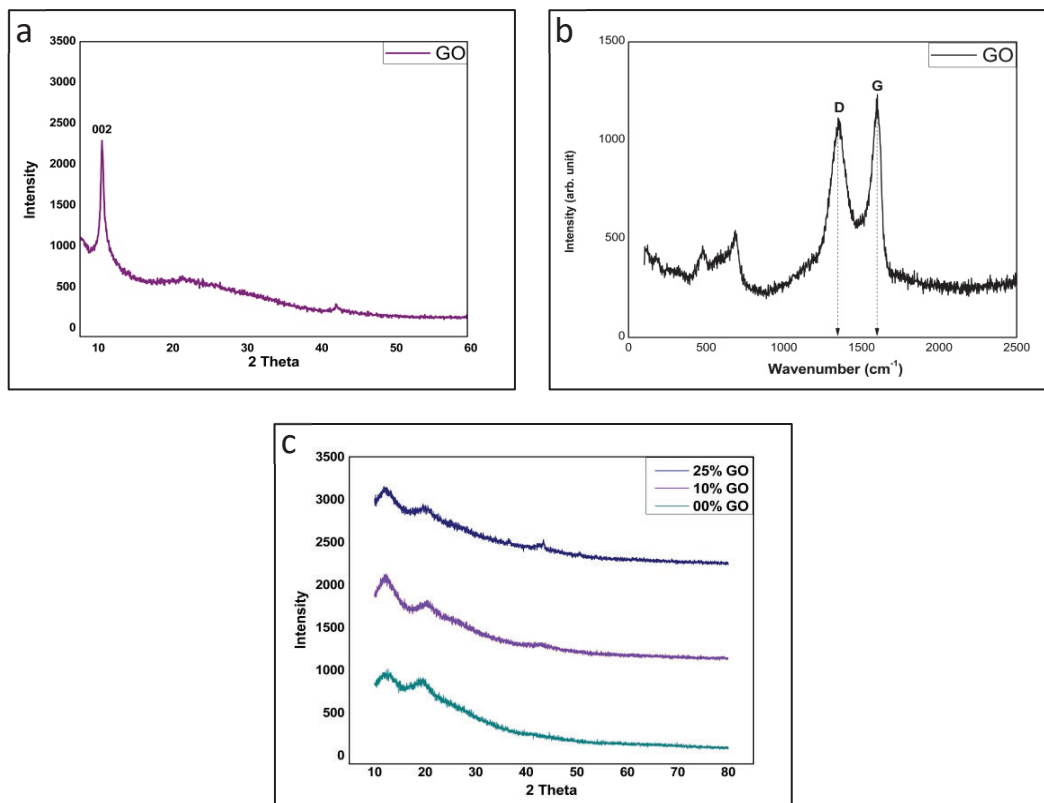 a
GO
3500
3000
2500
2000
1500
1000
500
0
002
Intensity
10 20 30 40 50 60
2 Theta
b
GO
1500
1000
500
0
D
G
Intensity (arb. unit)
0 500 1000 1500 2000 2500
Wavenumber (cm⁻¹)
c
25% GO
10% GO
00% GO
3500
3000
2500
2000
1500
1000
500
0
Intensity
10 20 30 40 50 60 70 80
2 Theta